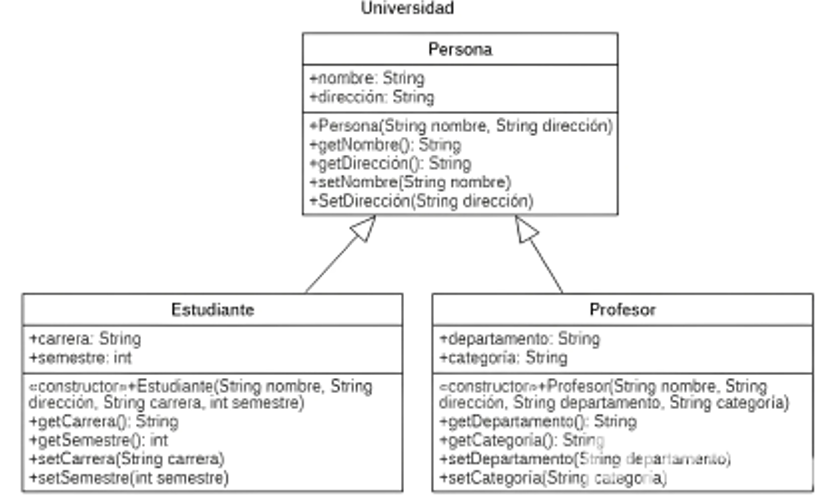 Universidad
Persona
+nombre: String
+dirección: String
+Persona(String nombre, String dirección)
+getNombre(): String
+getDirección(): String
+setNombre(String nombre)
+SetDirección(String dirección)
Estudiante
+carrera: String
+semestre: int
«constructor»+Estudiante(String nombre, String
dirección, String carrera, int semestre)
+getCarrera(): String
+getSemestre(): int
+setCarrera(String carrera)
+setSemestre(int semestre)
Profesor
+departamento: String
+categoría: String
«constructor»+Profesor(String nombre, String
dirección, String departamento, String categoría)
+getDepartamento(): String
+getCategoría(): String
+setDepartamento(String departamento)
+setCategoría(String categoría)